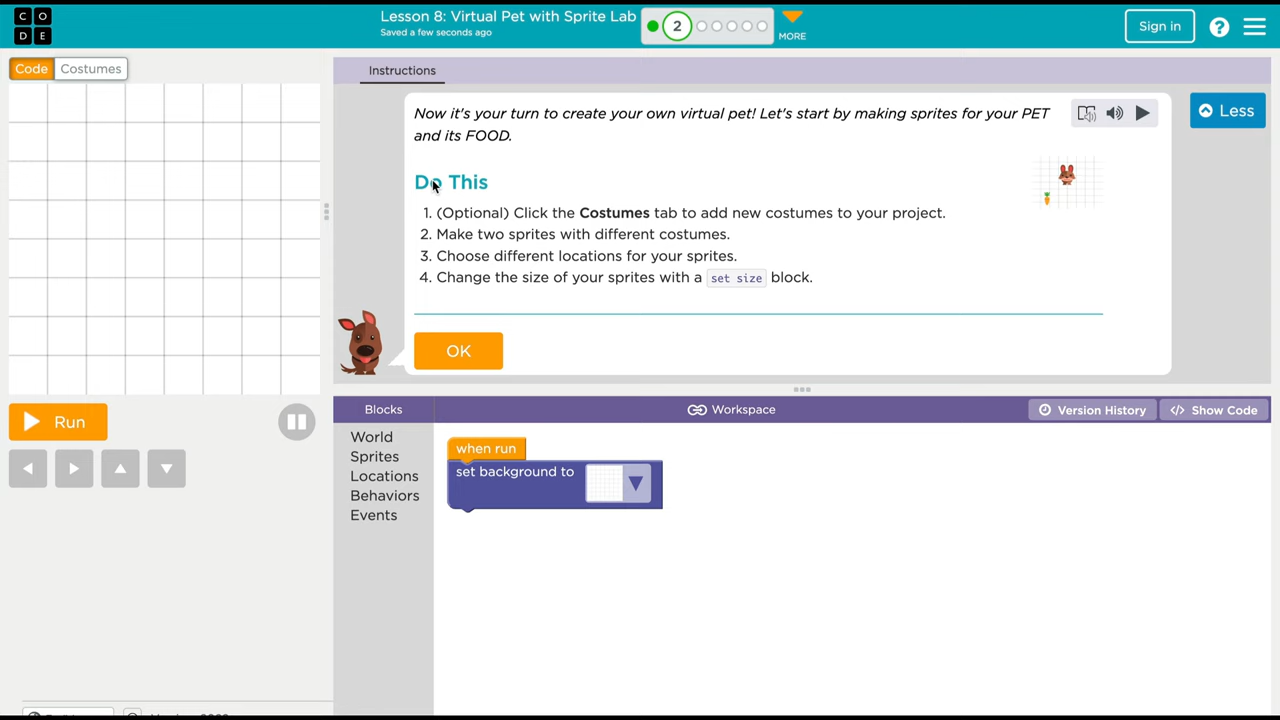 CODE
Lesson 8: Virtual Pet with Sprite Lab
Saved a few seconds ago
2
MORE
Sign in
?
Code
Costumes
Instructions
Now it's your turn to create your own virtual pet! Let's start by making sprites for your PET
and its FOOD.
Less
Do This
1. (Optional) Click the Costumes tab to add new costumes to your project.
2. Make two sprites with different costumes.
3. Choose different locations for your sprites.
4. Change the size of your sprites with a set size block.
OK
Run
Blocks
Workspace
Version History
</> Show Code
World
Sprites
Locations
Behaviors
Events
when run
set background to